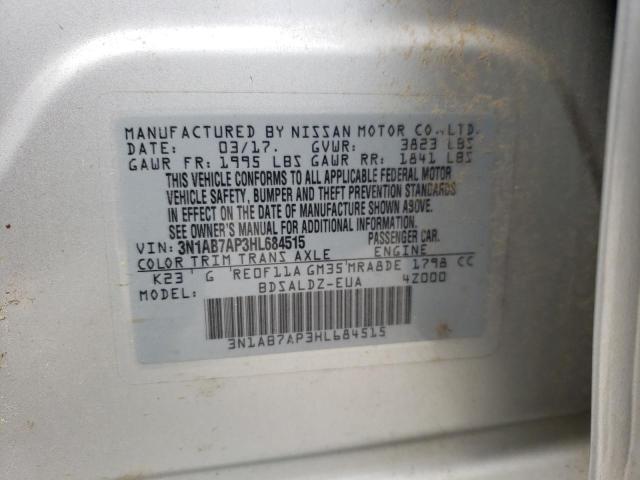 MANUFACTURED BY NISSAN MOTOR CO.,LTD.
DATE: 03/17. GVWR: 3823 LBS
GAWR FR: 1995 LBS GAWR RR: 1841 LBS
THIS VEHICLE CONFORMS TO ALL APPLICABLE FEDERAL MOTOR
VEHICLE SAFETY, BUMPER AND THEFT PREVENTION STANDARDS
IN EFFECT ON THE DATE OF MANUFACTURE SHOWN ABOVE.
SEE OWNER'S MANUAL FOR ADDITIONAL INFORMATION.
VIN: 3N1AB7AP3HL684515 PASSENGER CAR.
COLOR TRIM TRANS AXLE ENGINE
K23 G RE0F11A GM35 MRA8DE 1798 CC
MODEL: BDSALDZ-EUA 4Z000
3N1AB7AP3HL684515